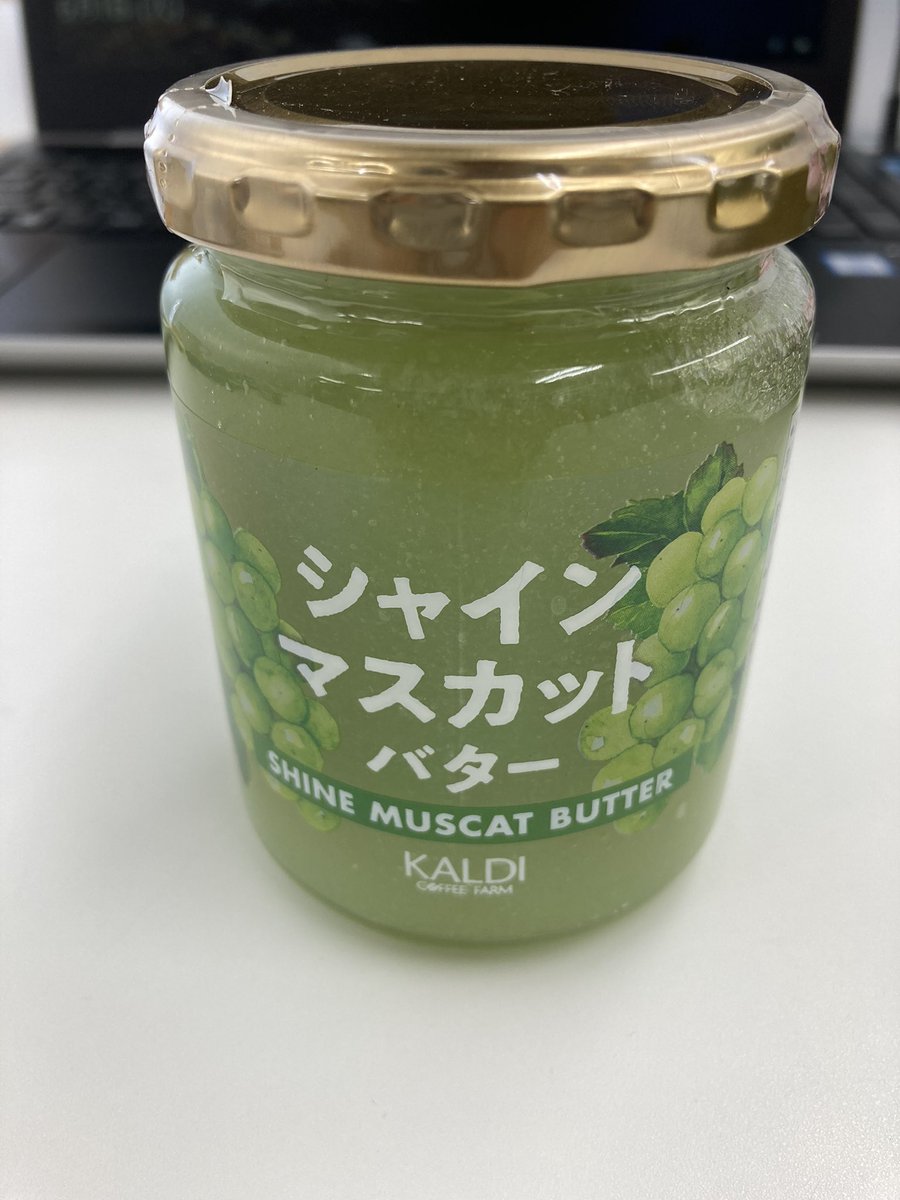 シャイン
マスカット
バター
SHINE MUSCAT BUTTER
KALDI
COFFEE FARM